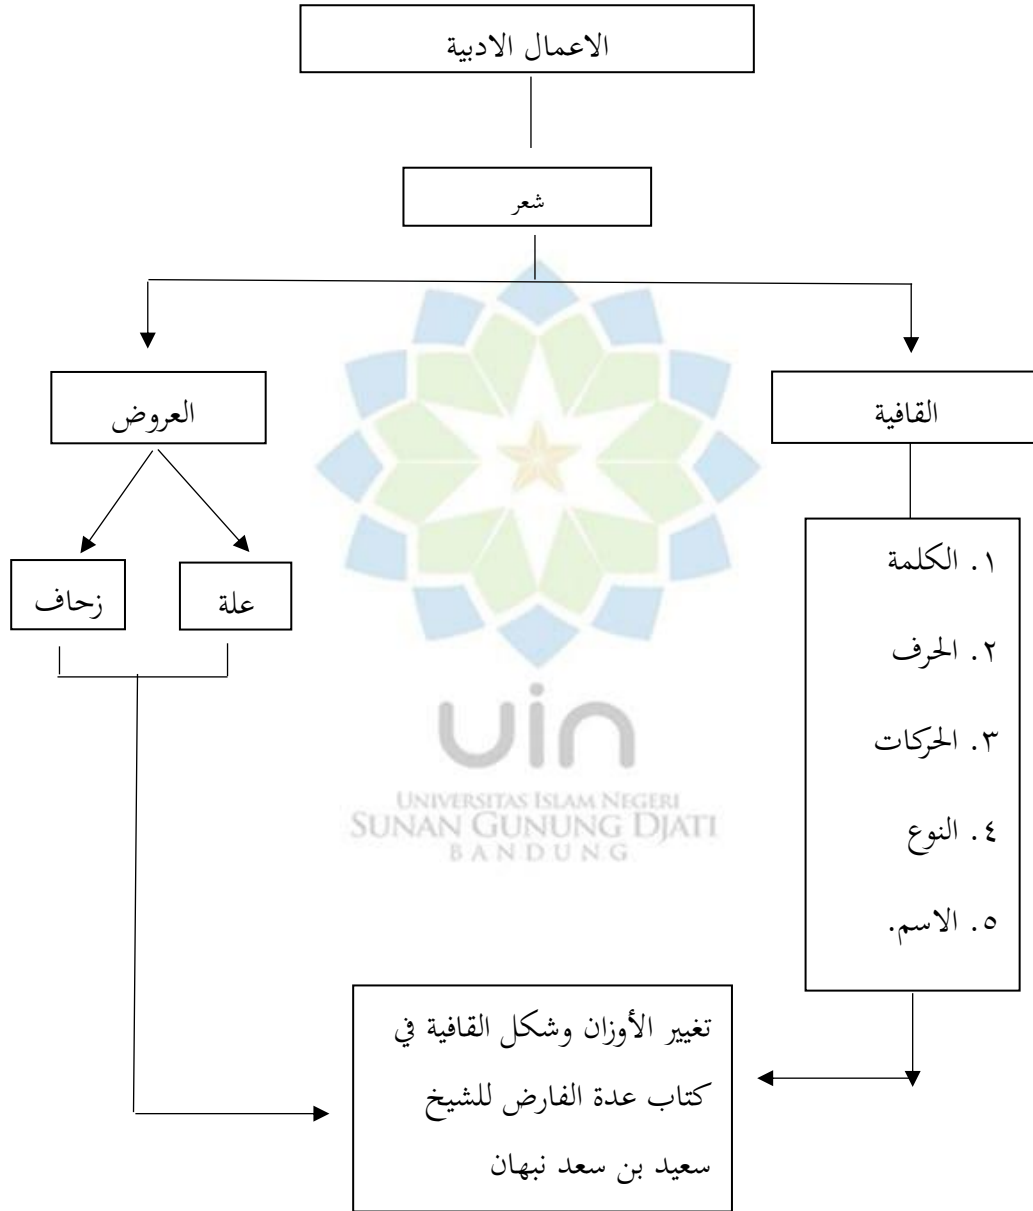 الاعمال الادبية
شعر
القافية
العروض
علة
زحاف
١. الكلمة
٢. الحرف
٣. الحركات
٤. النوع
٥. الاسم.
uin
UNIVERSITAS ISLAM NEGERI
SUNAN GUNUNG DJATI
BANDUNG
تغيير الأوزان وشكل القافية في
كتاب عدة الفارض للشيخ
سعيد بن سعد نبهان